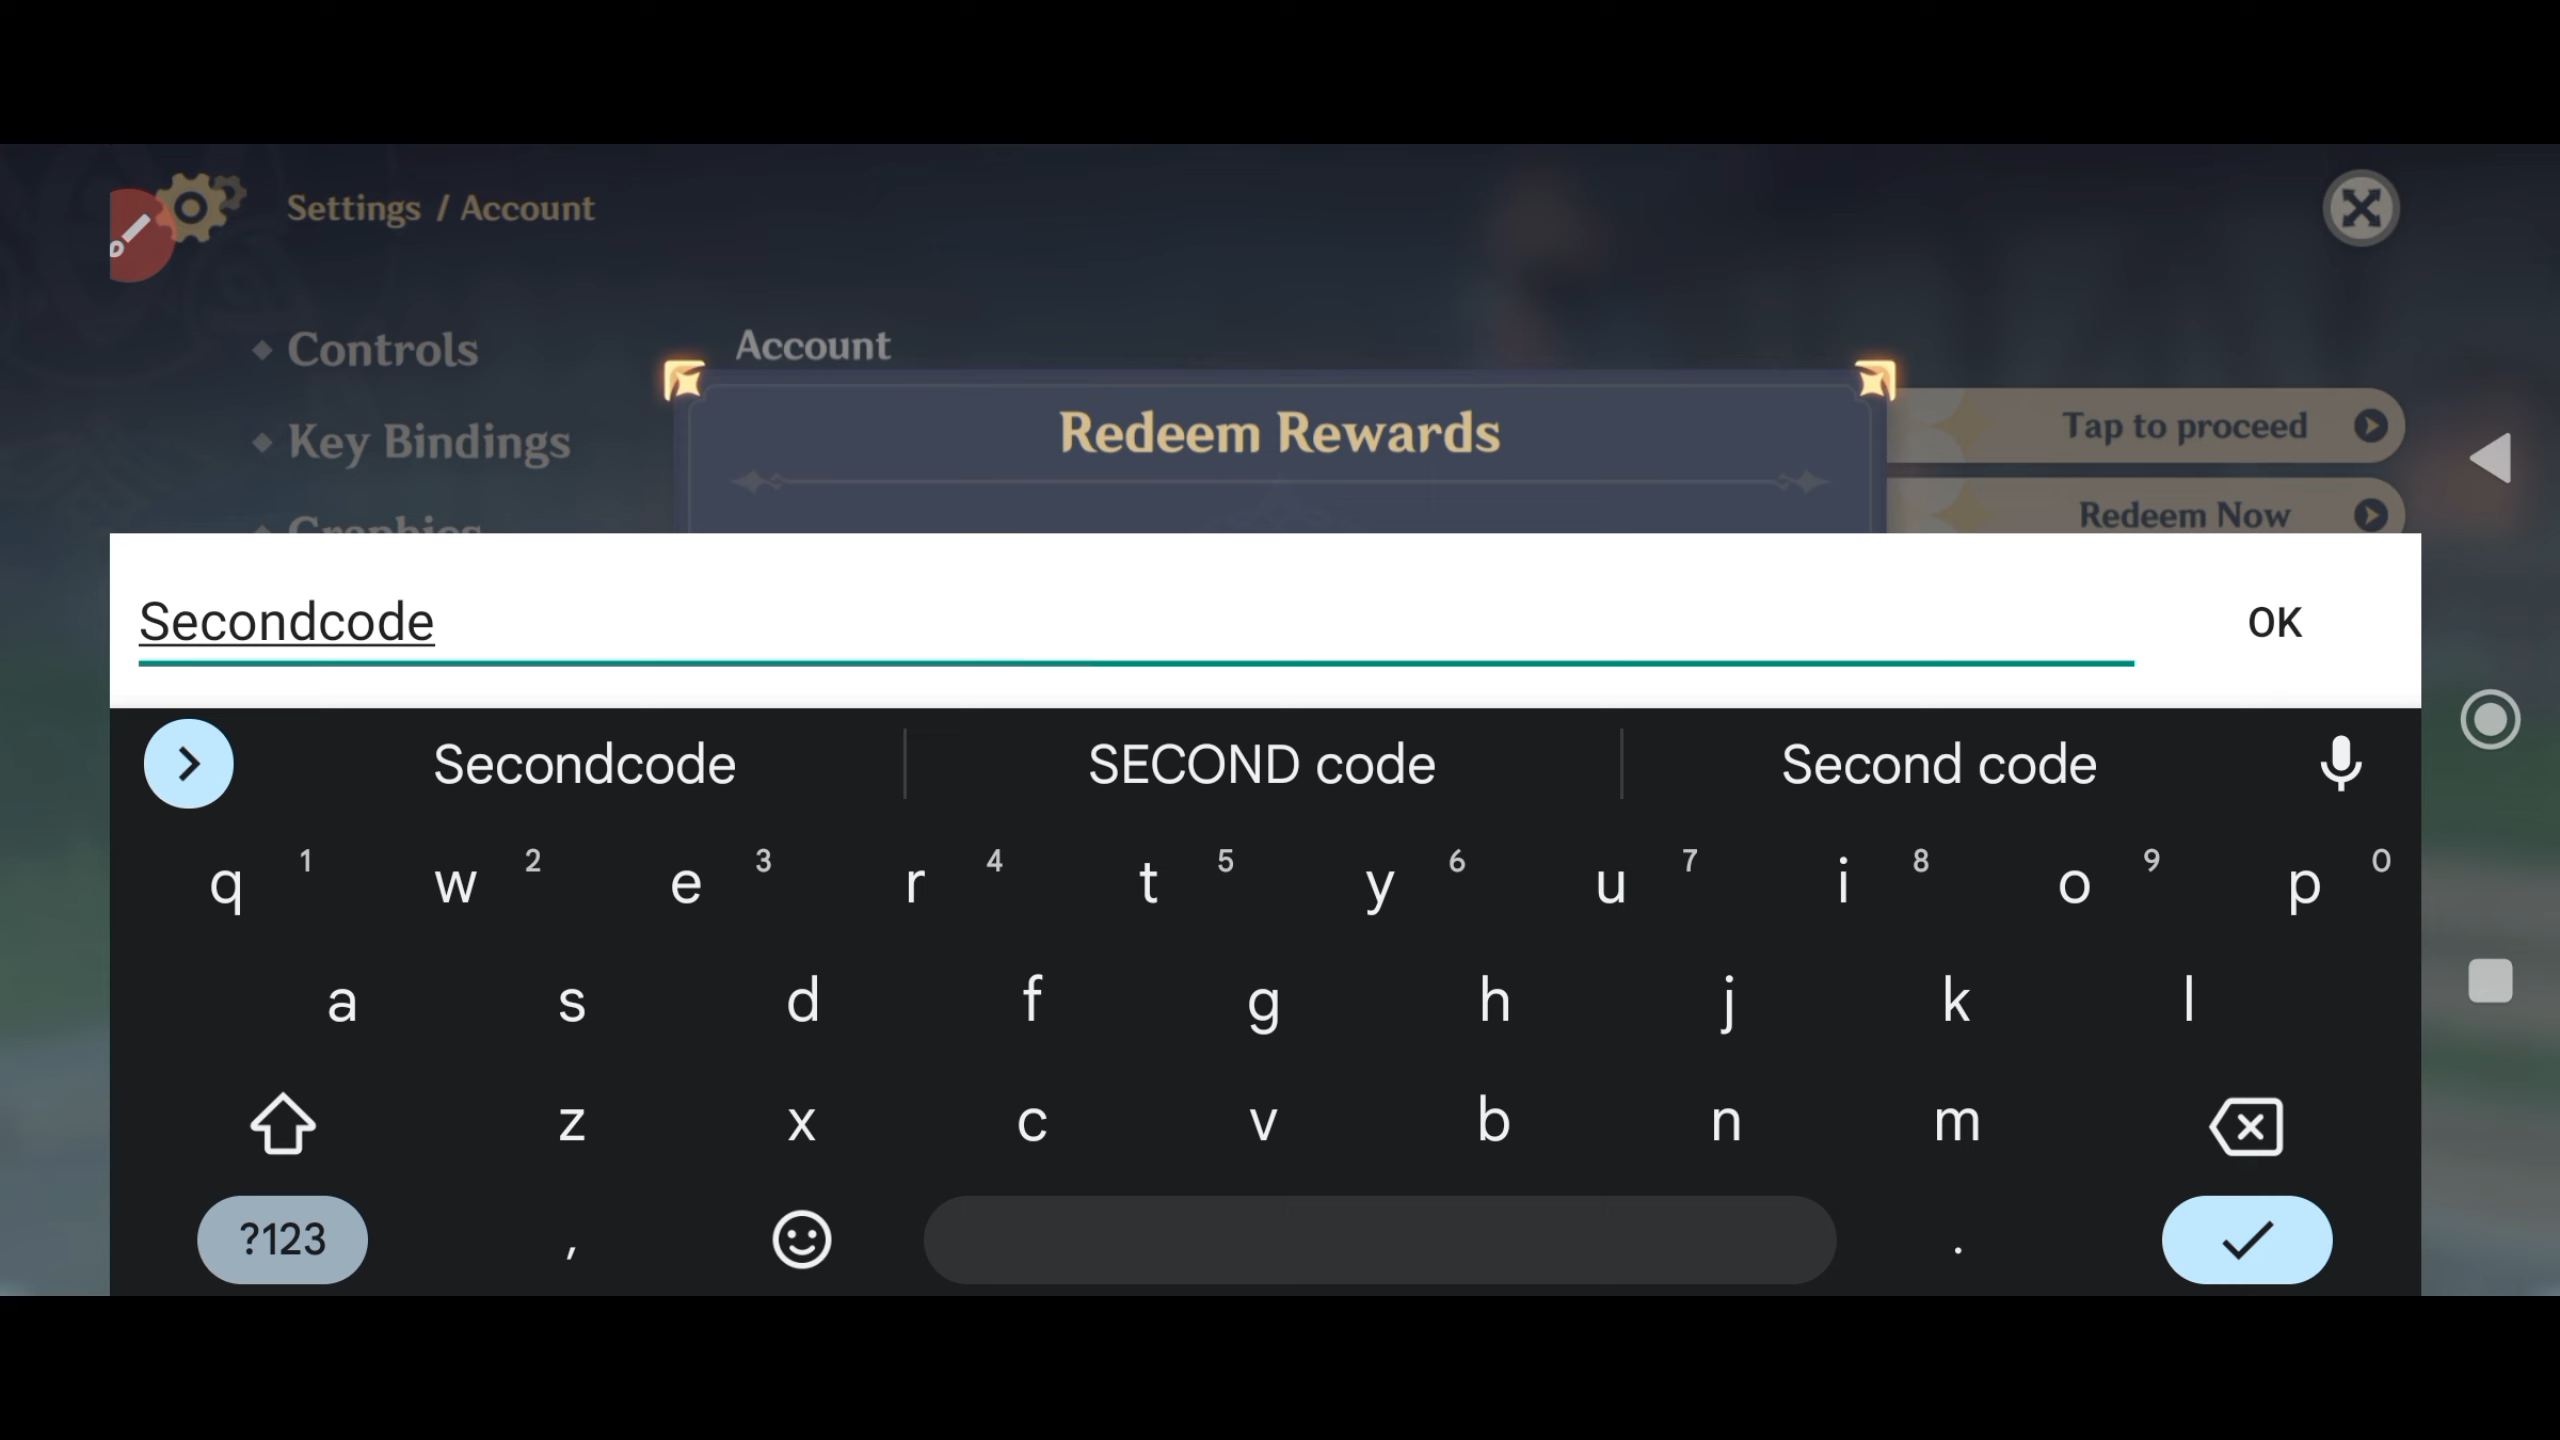 Settings / Account
Controls
Account
Key Bindings
Redeem Rewards
Tap to proceed
Graphics
Redeem Now
Secondcode
OK
Secondcode
SECOND code
Second code
q 1 w 2 e 3 r 4 t 5 y 6 u 7 i 8 o 9 p 0
a s d f g h j k l
z x c v b n m
?123 , .